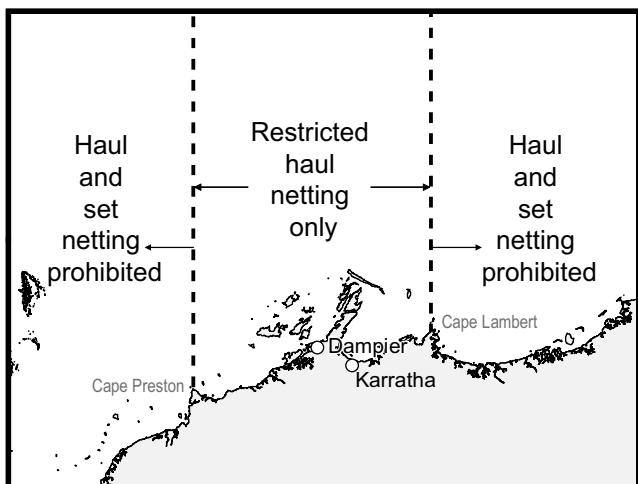 Haul
and
set
netting
prohibited
Restricted
haul
netting
only
Haul
and
set
netting
prohibited
Cape Lambert
Dampier
Karratha
Cape Preston